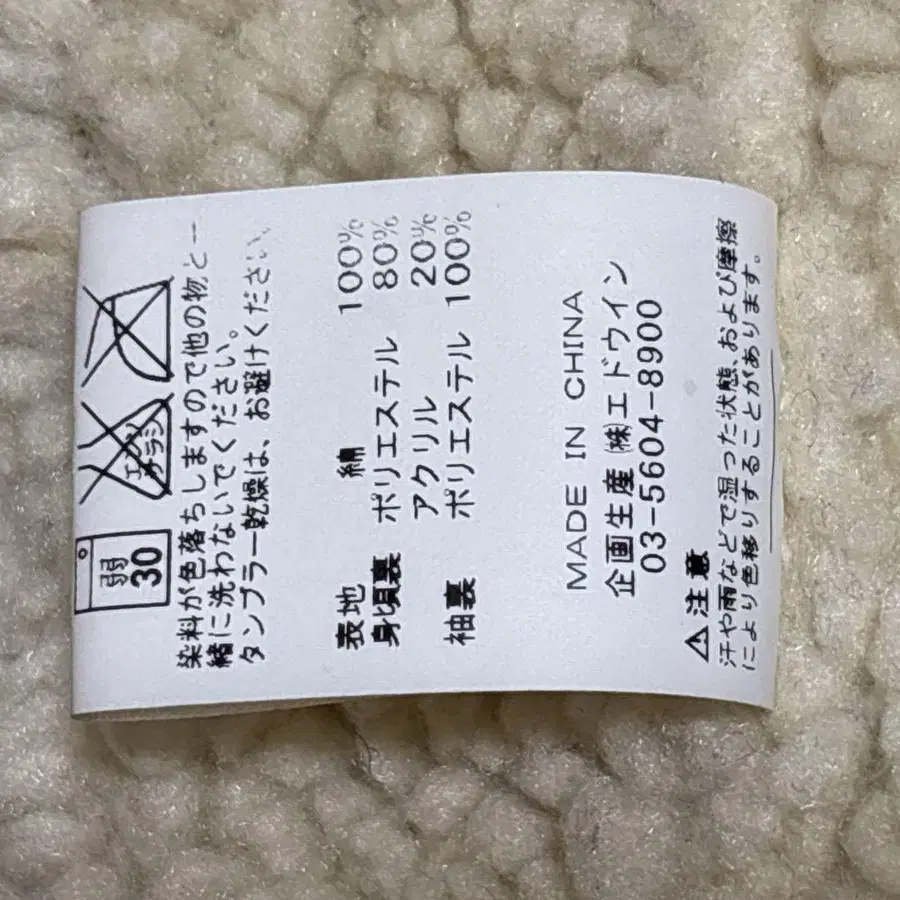 弱
30
エンソ
サラシ
染料が色落ちしますので他の物と一
緒に洗わないでください。
タンブラー乾燥は、お避けください。
表地 綿 100%
身頃裏 ポリエステル 80%
アクリル 20%
袖裏 ポリエステル 100%
MADE IN CHINA
企画生産 ㈱エドウイン
03-5604-8900
⚠注意
汗や雨などで湿った状態、および摩擦
により色移りすることがあります。